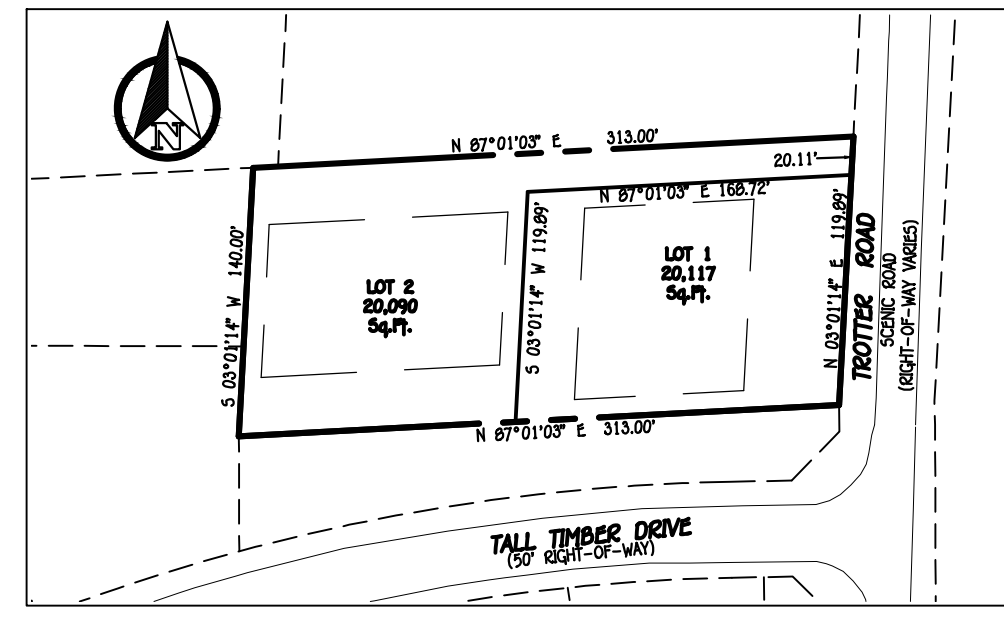 N
N 87°01'03" E 313.00'
20.11'
N 87°01'03" E 168.72'
S 03°01'14" W 140.00'
LOT 2
20,090
Sq.Ft.
S 03°01'14" W 119.89'
LOT 1
20,117
Sq.Ft.
N 03°01'14" E 119.89'
TROTTER ROAD
SCENIC ROAD
(RIGHT-OF-WAY VARIES)
N 87°01'03" E 313.00'
TALL TIMBER DRIVE
(50' RIGHT-OF-WAY)